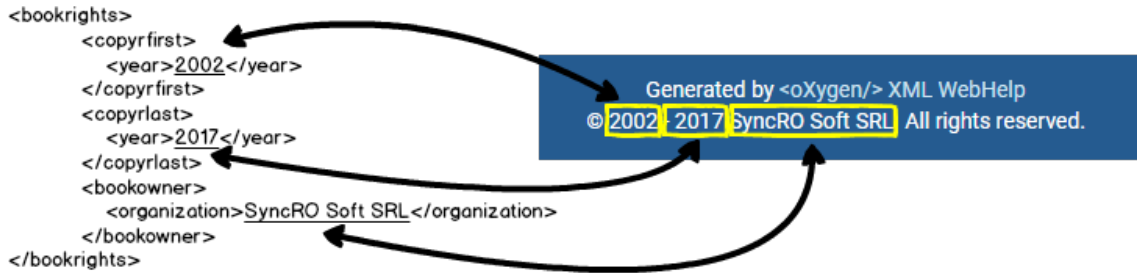 <bookrights>
<copyrfirst>
<year>2002</year>
</copyrfirst>
<copyrlast>
<year>2017</year>
</copyrlast>
<bookowner>
<organization>SyncRO Soft SRL</organization>
</bookowner>
</bookrights>
Generated by <oXygen/> XML WebHelp
© 2002 - 2017 SyncRO Soft SRL. All rights reserved.